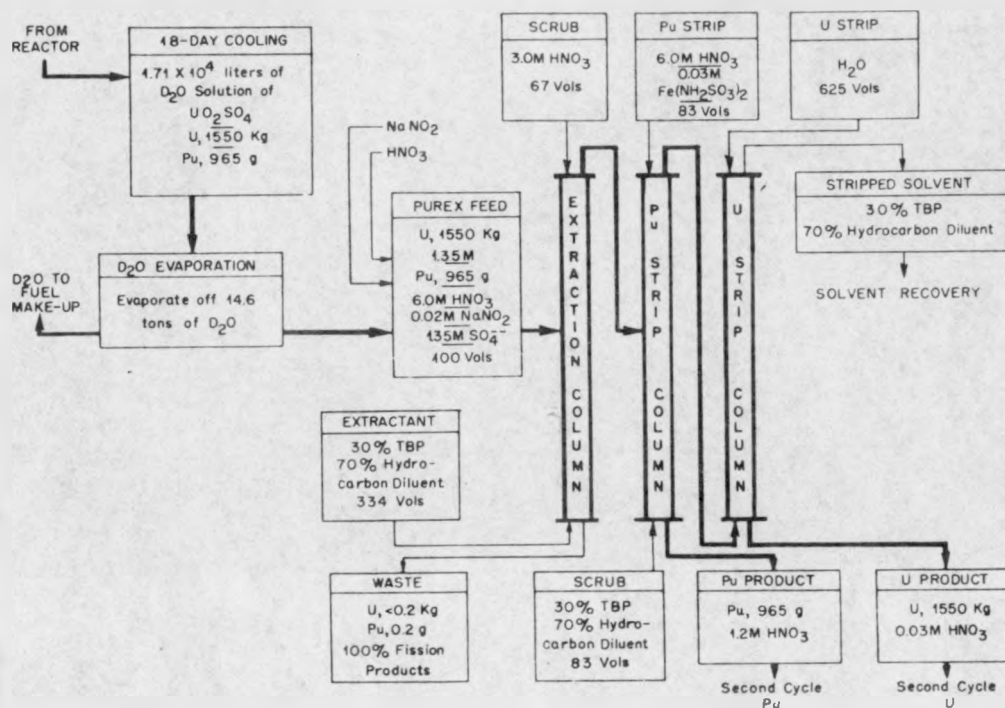 FROM
REACTOR
18-DAY COOLING
1.71 X 10⁴ liters of
D₂O Solution of
UO₂SO₄
U, 1550 Kg
Pu, 965 g
D₂O EVAPORATION
Evaporate off 14.6
tons of D₂O
D₂O TO
FUEL
MAKE-UP
NaNO₂
HNO₃
PUREX FEED
U, 1550 Kg
1.35M
Pu, 965 g
6.0M HNO₃
0.02M NaNO₂
1.35M SO₄⁻⁻
100 Vols
SCRUB
3.0M HNO₃
67 Vols
Pu STRIP
6.0M HNO₃
0.03M
Fe(NH₂SO₃)₂
83 Vols
U STRIP
H₂O
625 Vols
EXTRACTION COLUMN
Pu STRIP COLUMN
U STRIP COLUMN
STRIPPED SOLVENT
30% TBP
70% Hydrocarbon Diluent
SOLVENT RECOVERY
EXTRACTANT
30% TBP
70% Hydro-
carbon Diluent
334 Vols
WASTE
U, <0.2 Kg
Pu, 0.2 g
100% Fission
Products
SCRUB
30% TBP
70% Hydro-
carbon Diluent
83 Vols
Pu PRODUCT
Pu, 965 g
1.2M HNO₃
Second Cycle
Pu
U PRODUCT
U, 1550 Kg
0.03M HNO₃
Second Cycle
U